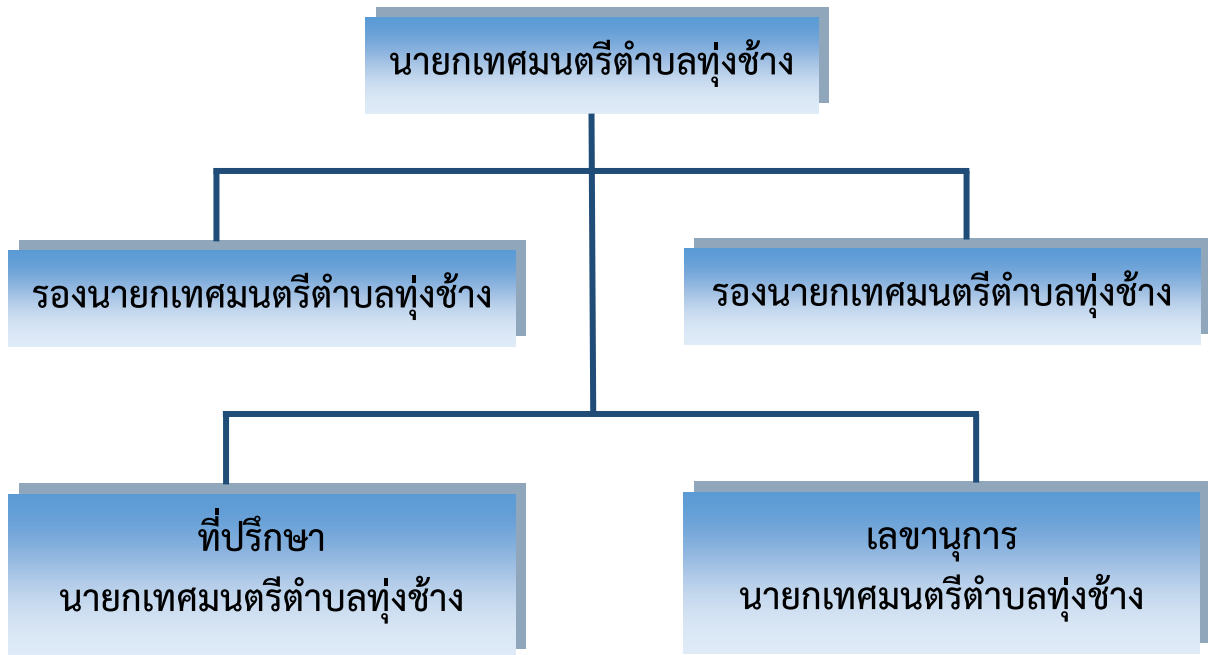 นายกเทศมนตรีตำบลทุ่งช้าง
รองนายกเทศมนตรีตำบลทุ่งช้าง
รองนายกเทศมนตรีตำบลทุ่งช้าง
ที่ปรึกษา
นายกเทศมนตรีตำบลทุ่งช้าง
เลขานุการ
นายกเทศมนตรีตำบลทุ่งช้าง